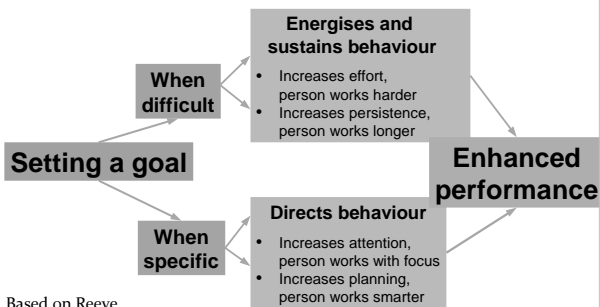 Energises and
sustains behaviour
• Increases effort,
person works harder
• Increases persistence,
person works longer
When
difficult
Setting a goal
Enhanced
performance
When
specific
Directs behaviour
• Increases attention,
person works with focus
• Increases planning,
person works smarter
Based on Reeve